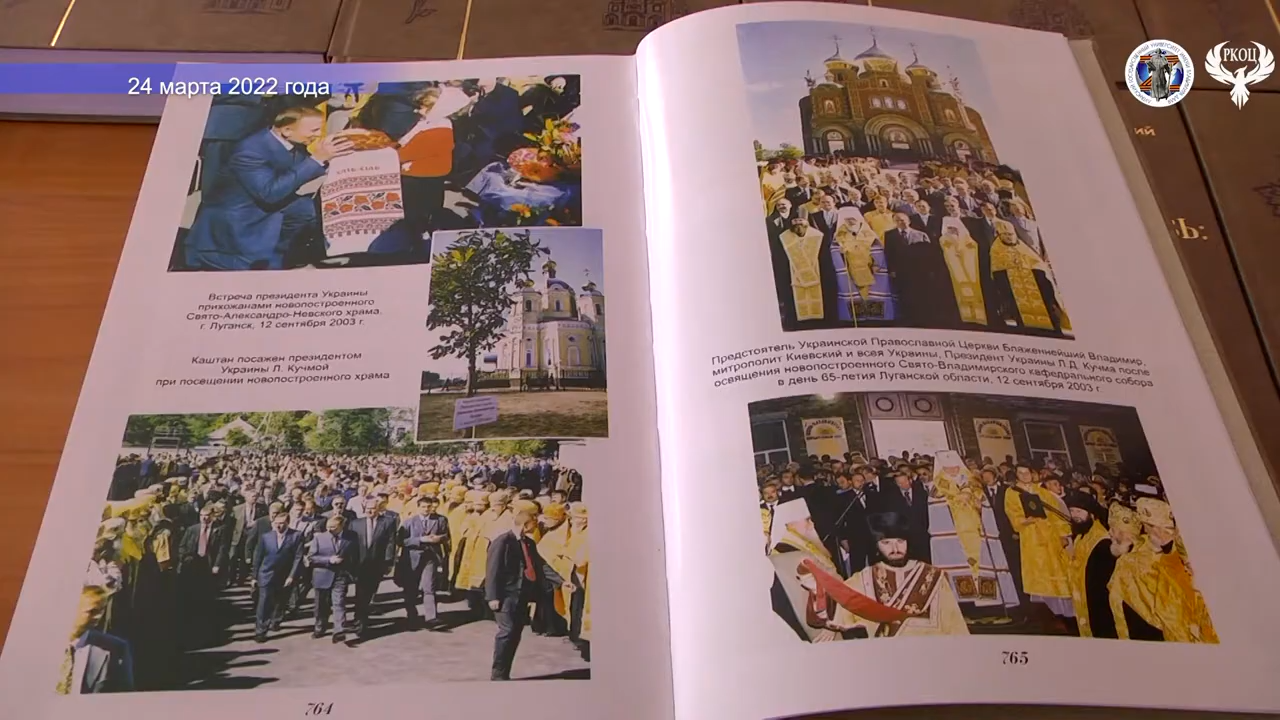 24 марта 2022 года
РКОЦ
Встреча президента Украины
прихожанами новопостроенного
Свято-Александро-Невского храма,
г. Луганск, 12 сентября 2003 г.
Каштан посажен президентом
Украины Л. Кучмой
при посещении новопостроенного храма
764
Предстоятель Украинской Православной Церкви Блаженнейший Владимир,
митрополит Киевский и всея Украины, Президент Украины Л.Д. Кучма после
освящения новопостроенного Свято-Владимирского кафедрального собора
в день 65-летия Луганской области, 12 сентября 2003 г.
765